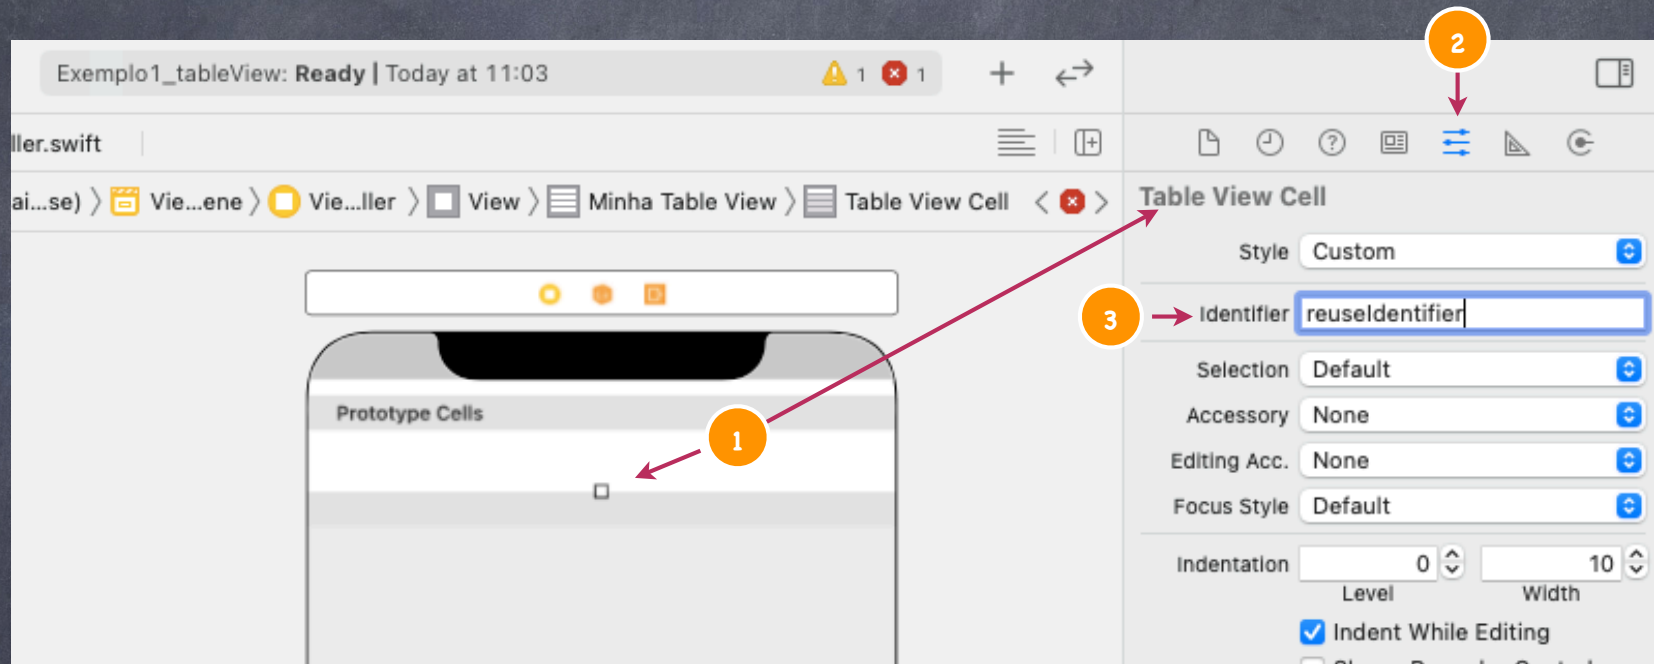 2
Exemplo1_tableView: Ready | Today at 11:03 1 1
ller.swift
ai...se) Vie...ene Vie...ller View Minha Table View Table View Cell
Table View Cell
Style Custom
3 Identifier reuseIdentifier
Selection Default
Prototype Cells
1
Accessory None
Editing Acc. None
Focus Style Default
Indentation 0 10
Level Width
Indent While Editing